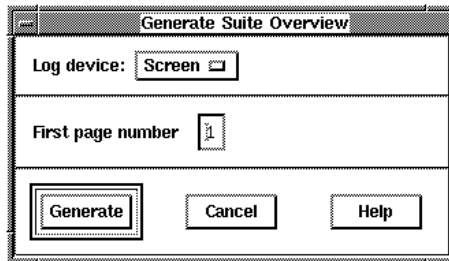 Generate Suite Overview
Log device: Screen
First page number 1
Generate Cancel Help